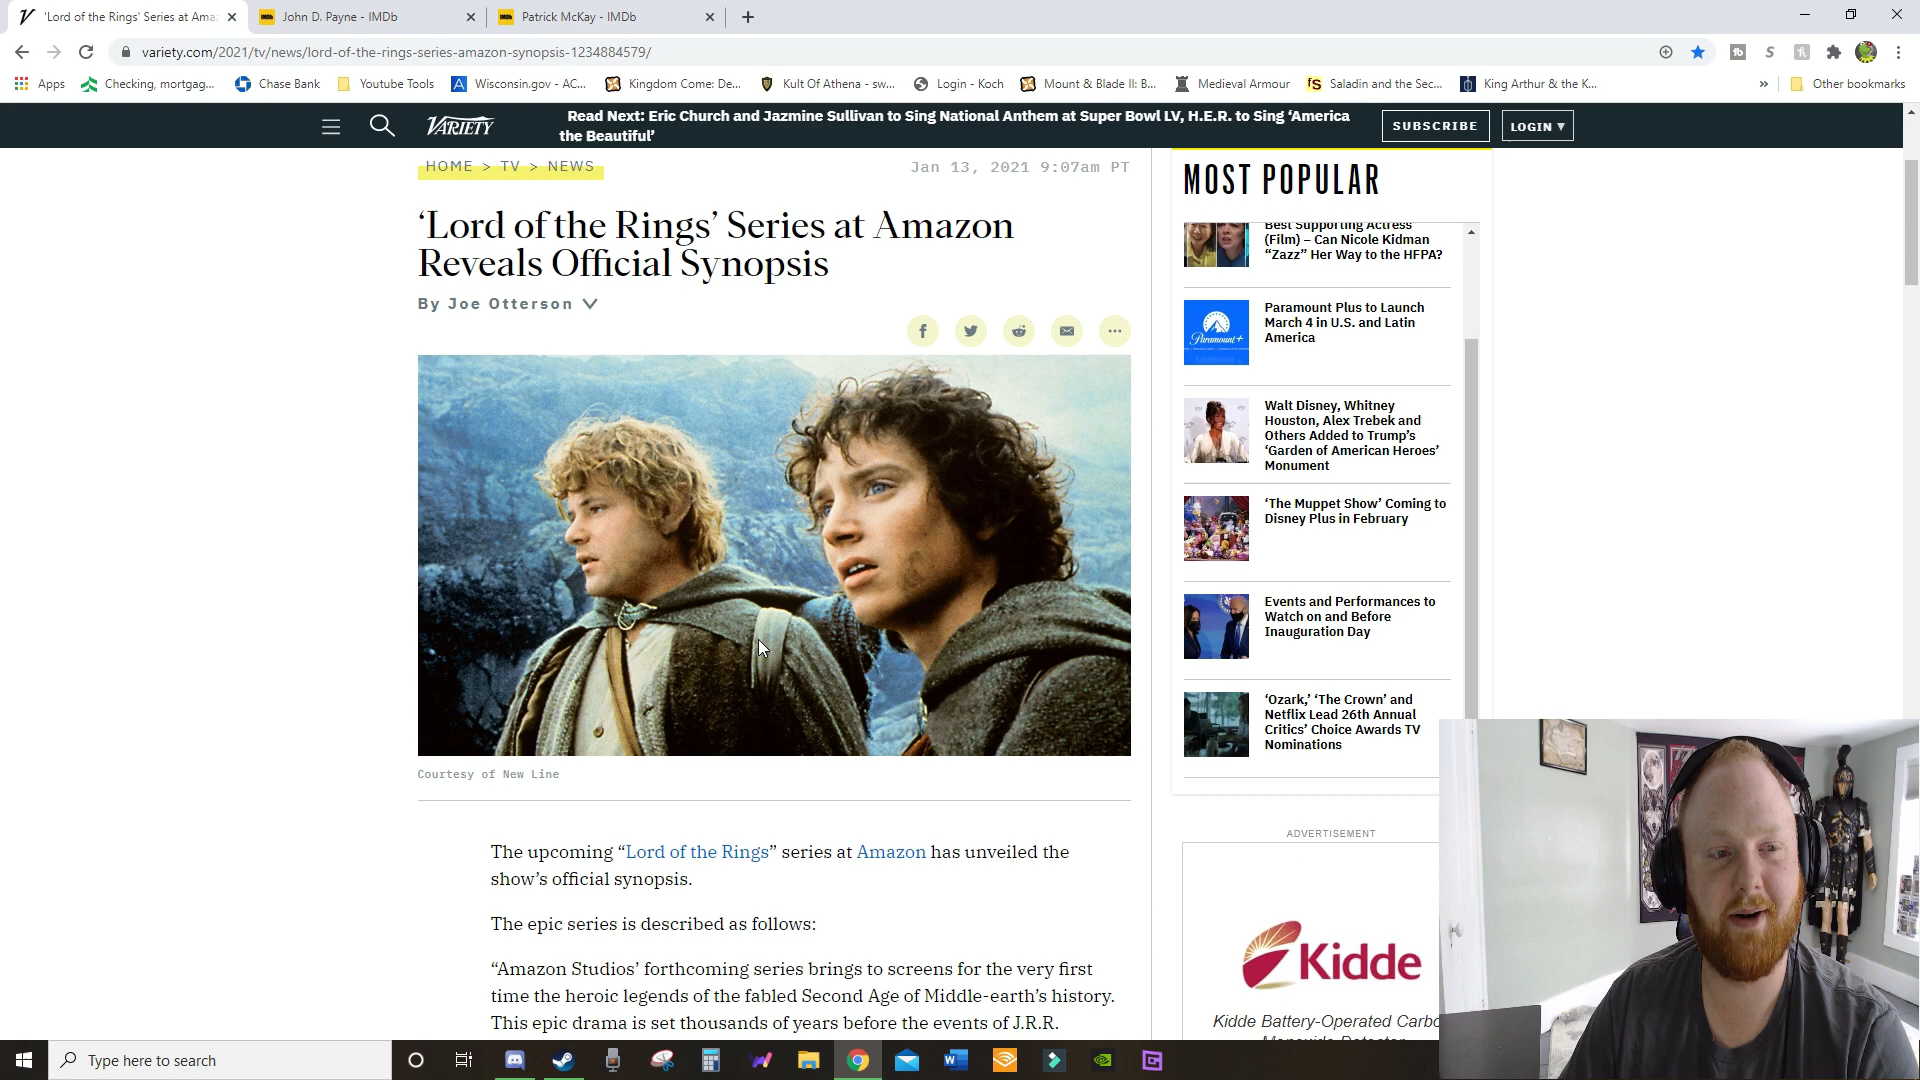 'Lord of the Rings' Series at Ama:
John D. Payne - IMDb
Patrick McKay - IMDb
variety.com/2021/tv/news/lord-of-the-rings-series-amazon-synopsis-1234884579/
Apps
Checking, mortgag...
Chase Bank
Youtube Tools
Wisconsin.gov - AC...
Kingdom Come: De...
Kult Of Athena - sw...
Login - Koch
Mount & Blade II: B...
Medieval Armour
Saladin and the Sec...
King Arthur & the K...
»
Other bookmarks
VARIETY
Read Next: Eric Church and Jazmine Sullivan to Sing National Anthem at Super Bowl LV, H.E.R. to Sing ‘America
the Beautiful’
SUBSCRIBE
LOGIN ▾
HOME > TV > NEWS
Jan 13, 2021 9:07am PT
‘Lord of the Rings’ Series at Amazon
Reveals Official Synopsis
By Joe Otterson
Courtesy of New Line
The upcoming “Lord of the Rings” series at Amazon has unveiled the
show’s official synopsis.
The epic series is described as follows:
“Amazon Studios’ forthcoming series brings to screens for the very first
time the heroic legends of the fabled Second Age of Middle-earth’s history.
This epic drama is set thousands of years before the events of J.R.R.
MOST POPULAR
Best Supporting Actress
(Film) – Can Nicole Kidman
“Zazz” Her Way to the HFPA?
Paramount+
Paramount Plus to Launch
March 4 in U.S. and Latin
America
Walt Disney, Whitney
Houston, Alex Trebek and
Others Added to Trump’s
‘Garden of American Heroes’
Monument
‘The Muppet Show’ Coming to
Disney Plus in February
Events and Performances to
Watch on and Before
Inauguration Day
‘Ozark,’ ‘The Crown’ and
Netflix Lead 26th Annual
Critics’ Choice Awards TV
Nominations
ADVERTISEMENT
Kidde
Kidde Battery-Operated Carbo
Monoxide Detector
Type here to search